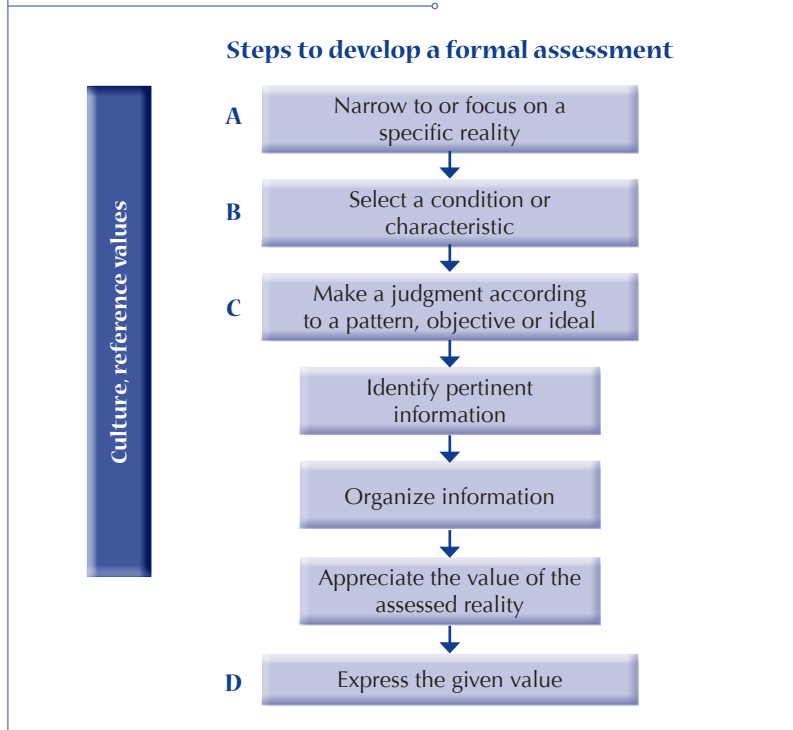 Steps to develop a formal assessment
Culture, reference values
A
Narrow to or focus on a
specific reality
B
Select a condition or
characteristic
C
Make a judgment according
to a pattern, objective or ideal
Identify pertinent
information
Organize information
Appreciate the value of the
assessed reality
D
Express the given value